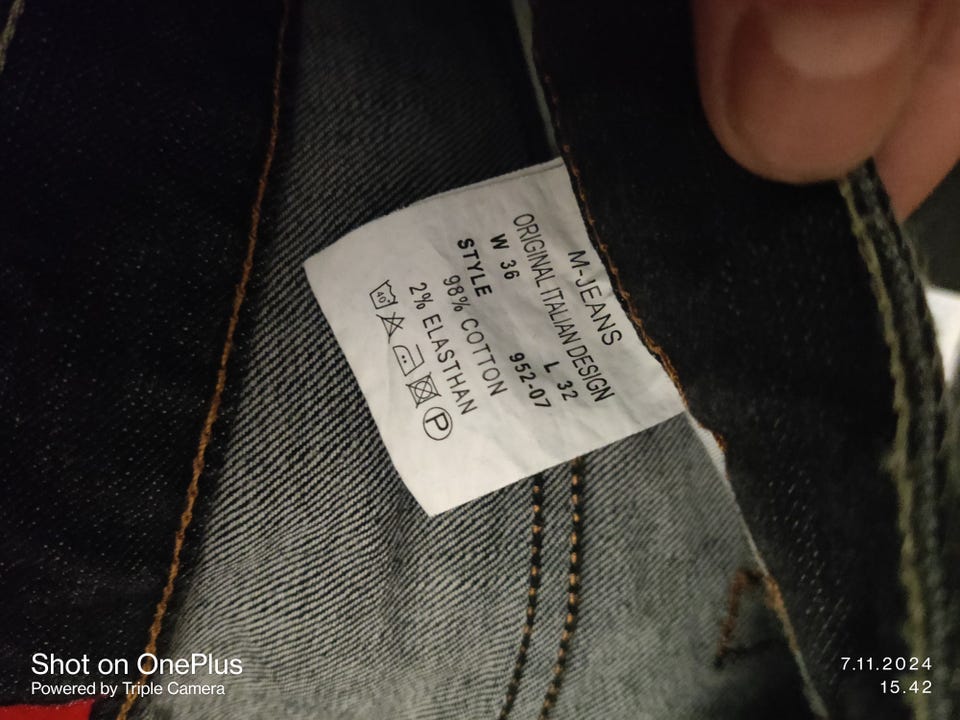 M-JEANS
ORIGINAL ITALIAN DESIGN
W 36 L 32
STYLE 952-07
98% COTTON
2% ELASTHAN
40 P
Shot on OnePlus
Powered by Triple Camera
7.11.2024
15.42